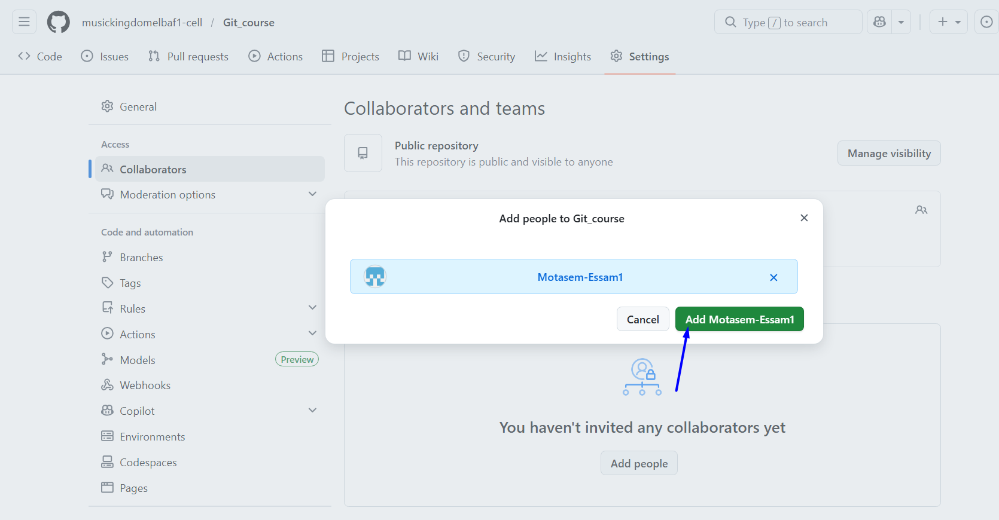 musickingdomelbaf1-cell / Git_course
Type / to search
Code Issues Pull requests Actions Projects Wiki Security Insights Settings
General
Access
Collaborators
Moderation options
Code and automation
Branches
Tags
Rules
Actions
Models Preview
Webhooks
Copilot
Environments
Codespaces
Pages
Collaborators and teams
Public repository
This repository is public and visible to anyone
Manage visibility
Add people to Git_course
Motasem-Essam1
Cancel Add Motasem-Essam1
You haven't invited any collaborators yet
Add people